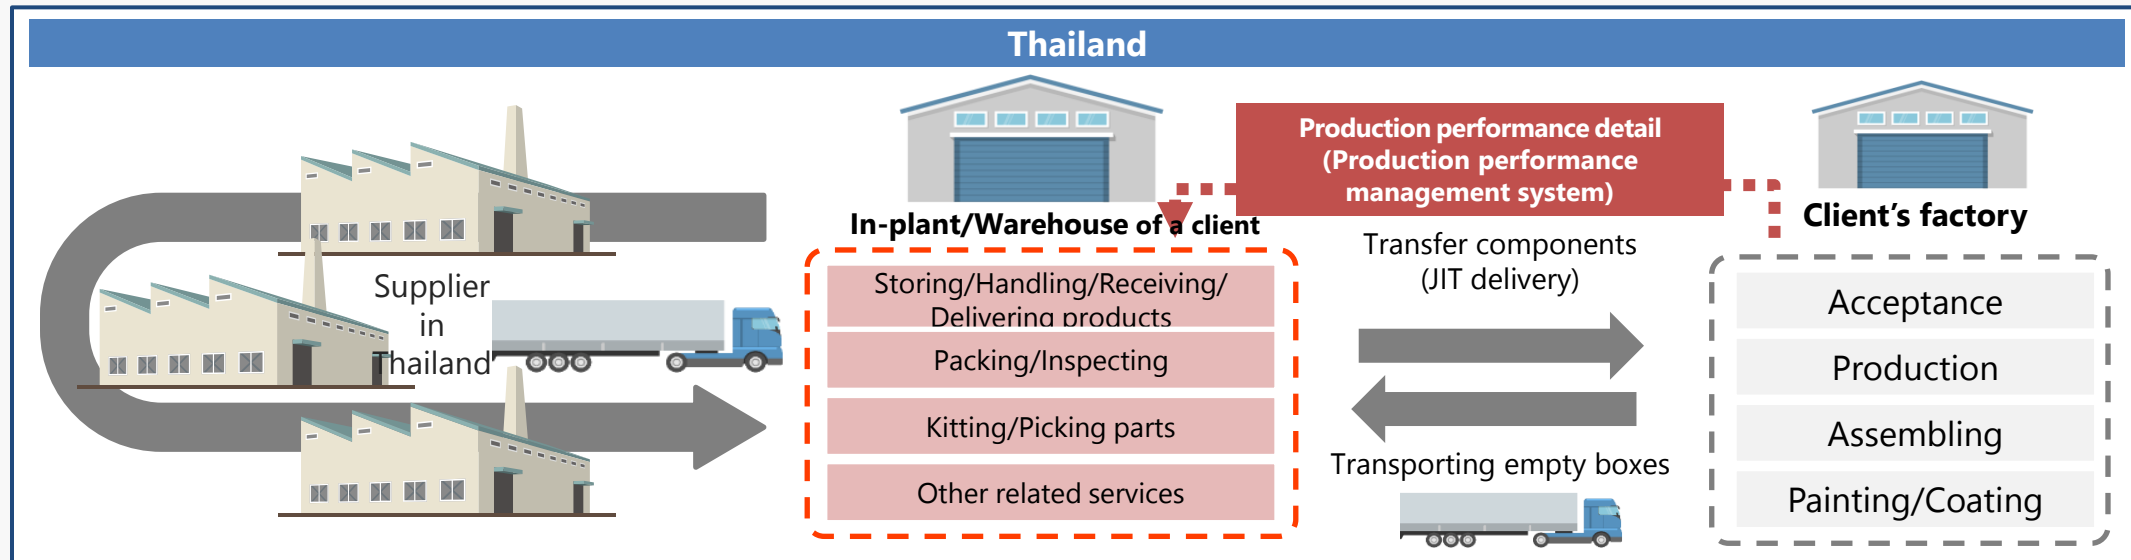 Thailand
Supplier
in
Thailand
In-plant/Warehouse of a client
Storing/Handling/Receiving/
Delivering products
Packing/Inspecting
Kitting/Picking parts
Other related services
Production performance detail
(Production performance
management system)
Transfer components
(JIT delivery)
Transporting empty boxes
Client’s factory
Acceptance
Production
Assembling
Painting/Coating